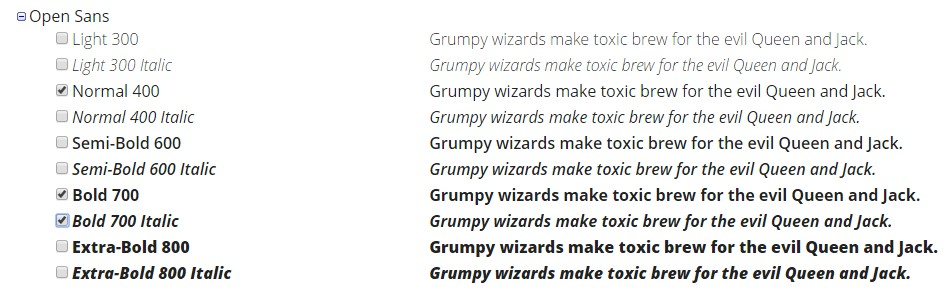 Open Sans
Light 300 Grumpy wizards make toxic brew for the evil Queen and Jack.
Light 300 Italic Grumpy wizards make toxic brew for the evil Queen and Jack.
Normal 400 Grumpy wizards make toxic brew for the evil Queen and Jack.
Normal 400 Italic Grumpy wizards make toxic brew for the evil Queen and Jack.
Semi-Bold 600 Grumpy wizards make toxic brew for the evil Queen and Jack.
Semi-Bold 600 Italic Grumpy wizards make toxic brew for the evil Queen and Jack.
Bold 700 Grumpy wizards make toxic brew for the evil Queen and Jack.
Bold 700 Italic Grumpy wizards make toxic brew for the evil Queen and Jack.
Extra-Bold 800 Grumpy wizards make toxic brew for the evil Queen and Jack.
Extra-Bold 800 Italic Grumpy wizards make toxic brew for the evil Queen and Jack.